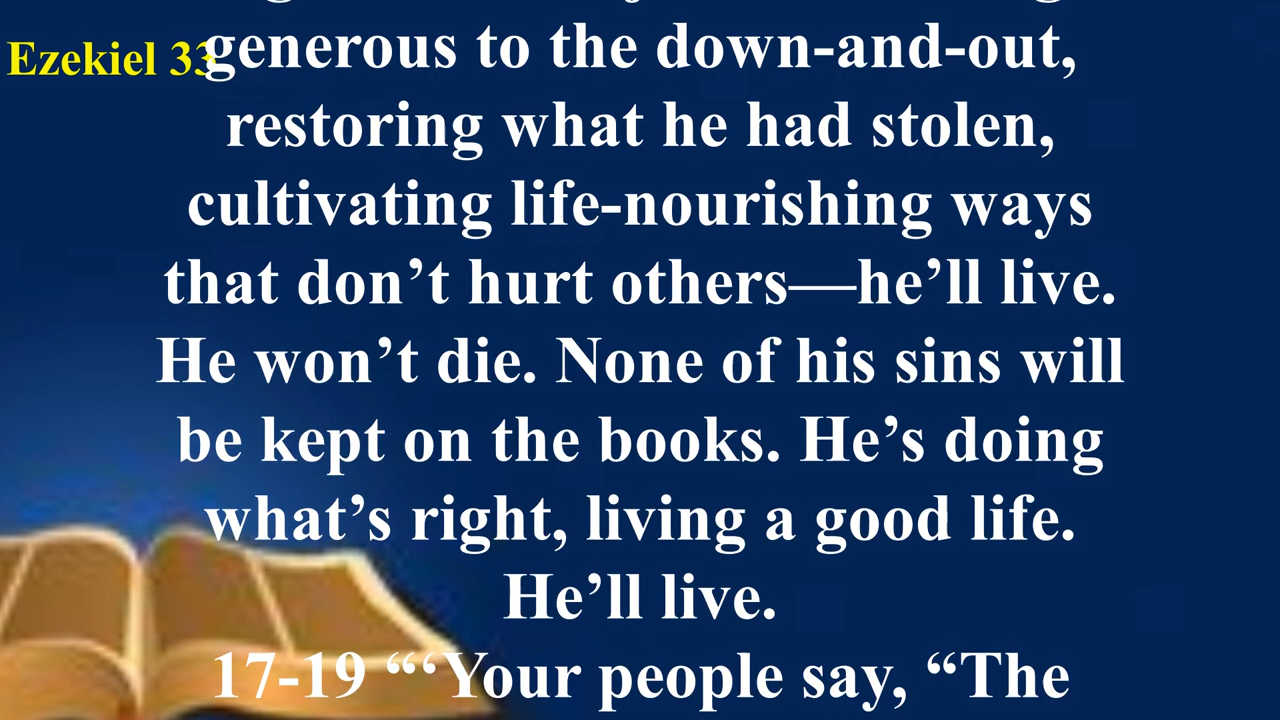 Ezekiel 33
generous to the down-and-out,
restoring what he had stolen,
cultivating life-nourishing ways
that don’t hurt others—he’ll live.
He won’t die. None of his sins will
be kept on the books. He’s doing
what’s right, living a good life.
He’ll live.
17-19 “‘Your people say, “The